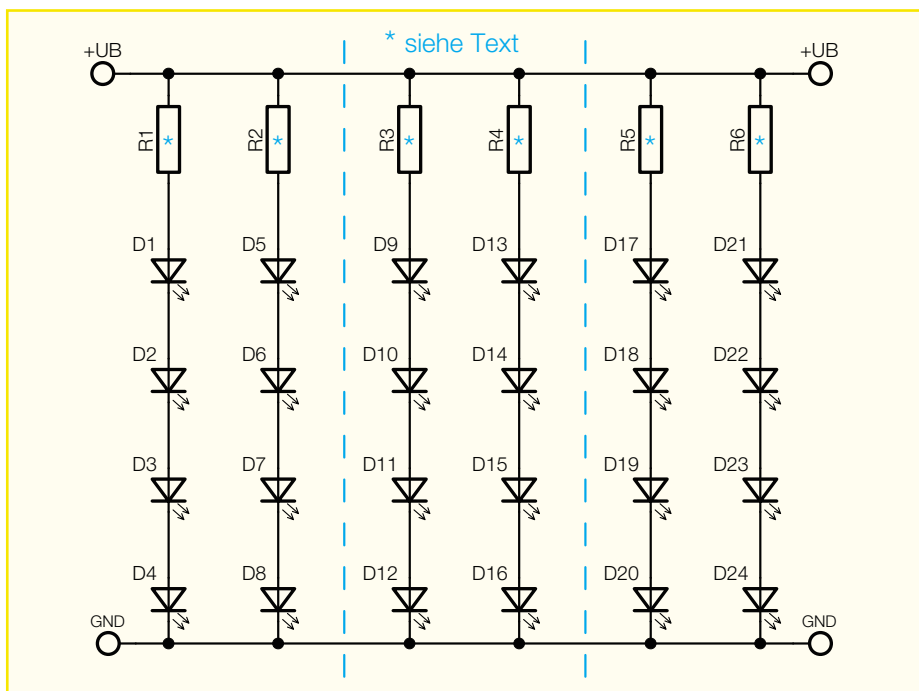 * siehe Text
+UB +UB
R1 * R2 * R3 * R4 * R5 * R6 *
D1 D5 D9 D13 D17 D21
D2 D6 D10 D14 D18 D22
D3 D7 D11 D15 D19 D23
D4 D8 D12 D16 D20 D24
GND GND